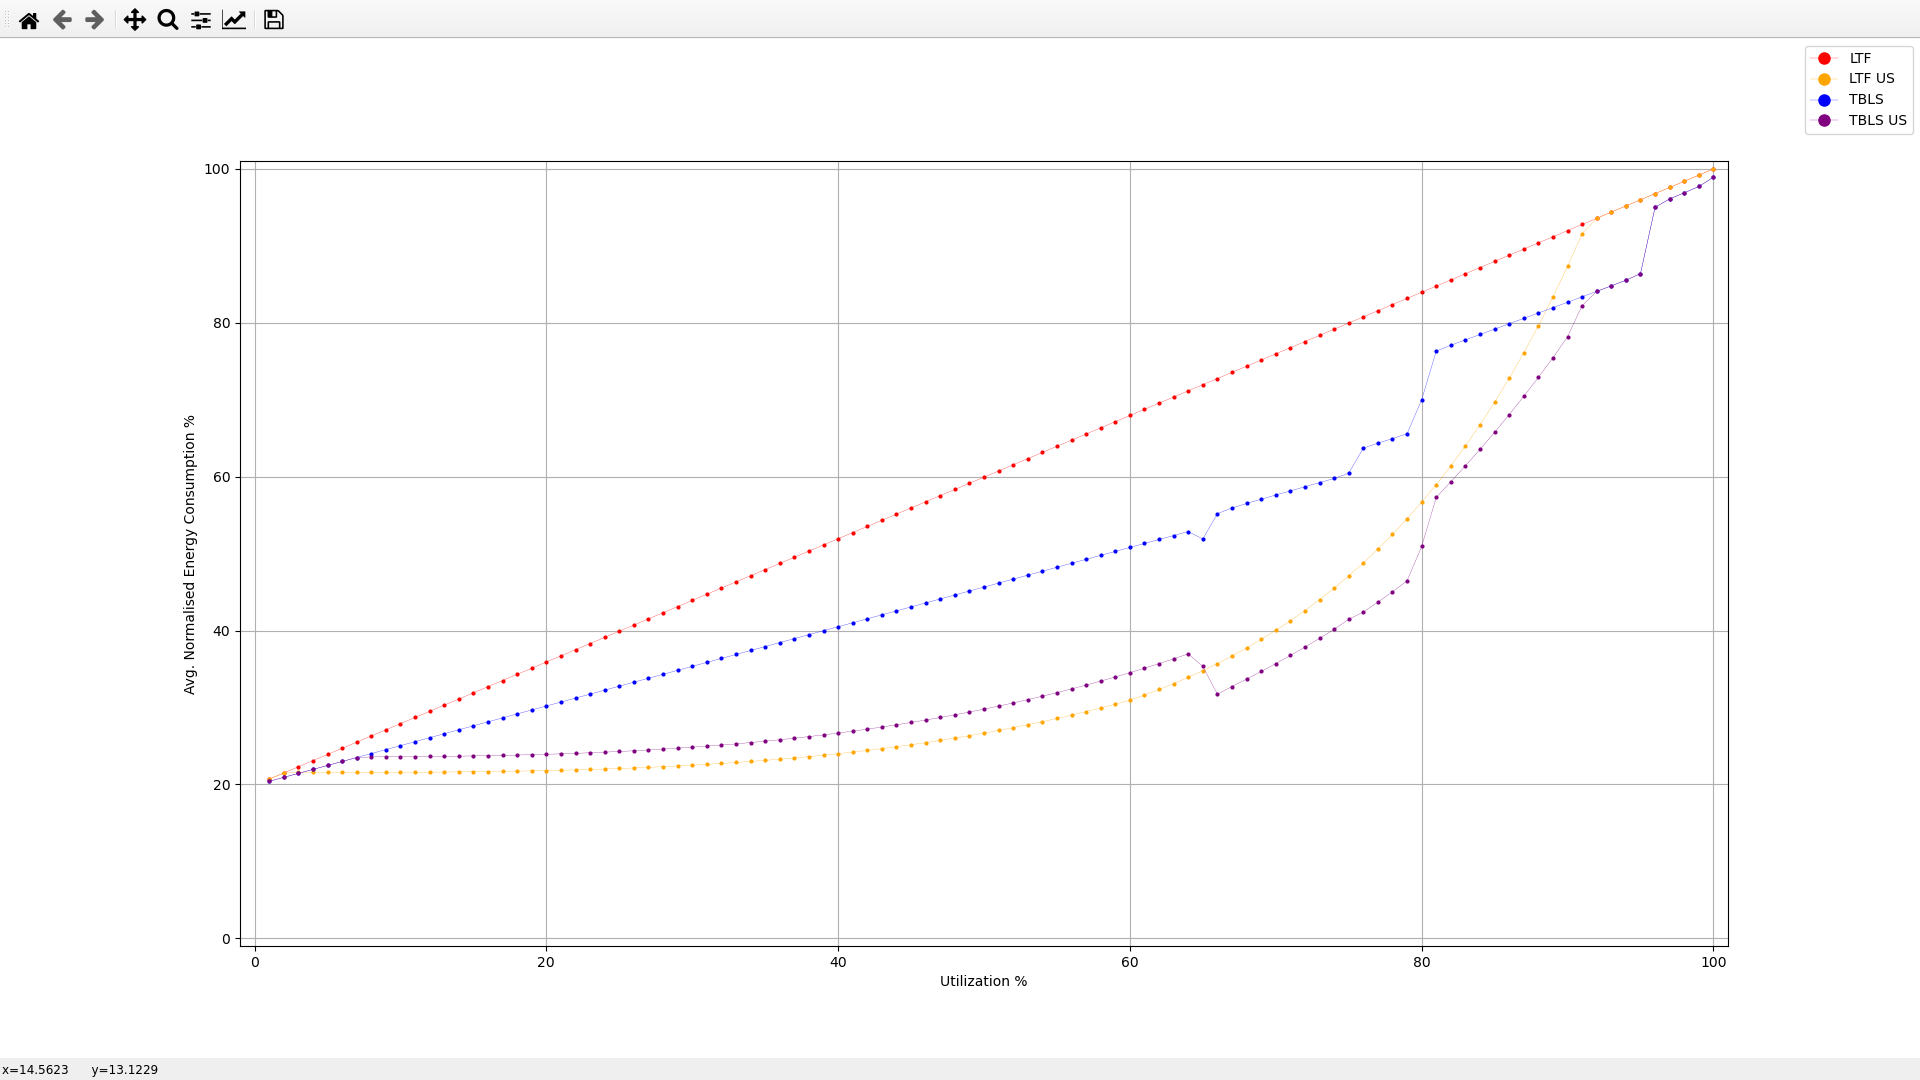 LTF
LTF US
TBLS
TBLS US
100
80
60
40
20
0
Avg. Normalised Energy Consumption %
0 20 40 60 80 100
Utilization %
x=14.5623 y=13.1229